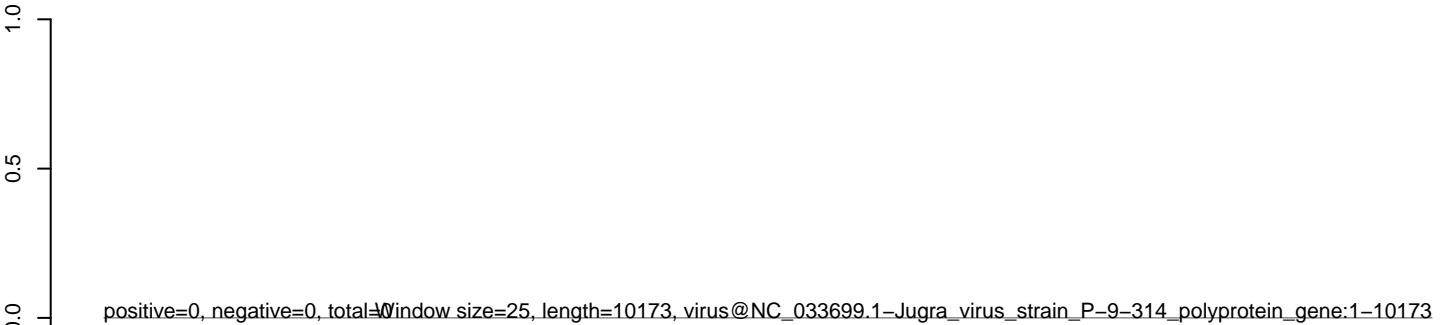 1.0
0.5
0.0
positive=0, negative=0, total=0
Window size=25, length=10173, virus@NC_033699.1−Jugra_virus_strain_P−9−314_polyprotein_gene:1−10173